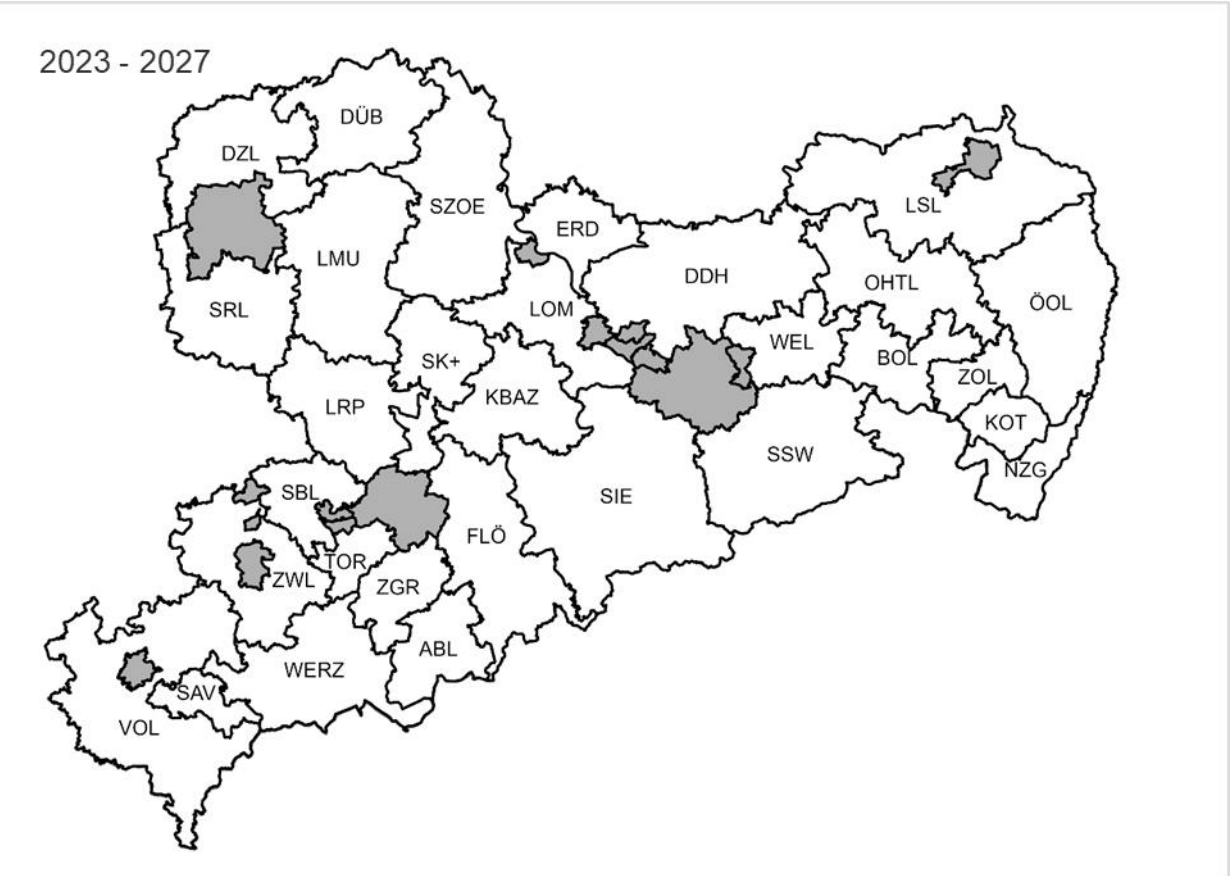 2023 - 2027
DÜB
DZL
SZOE
LSL
ERD
LMU
DDH
OHTL
ÖOL
SRL
LOM
WEL
BOL
SK+
ZOL
KBAZ
LRP
KOT
SSW
NZG
SBL
SIE
FLÖ
TOR
ZWL
ZGR
ABL
WERZ
SAV
VOL